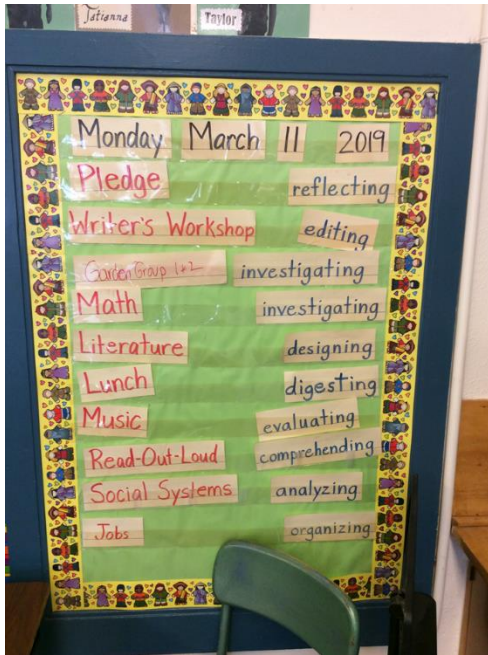 Tatianna Taylor
Monday March 11 2019
Pledge reflecting
Writer's Workshop editing
Garden Group 1+2 investigating
Math investigating
Literature designing
Lunch digesting
Music evaluating
Read-Out-Loud comprehending
Social Systems analyzing
Jobs organizing